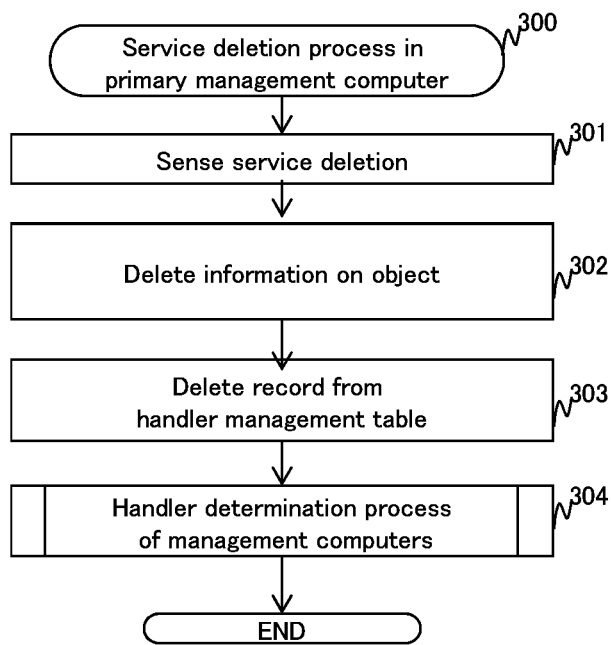 Service deletion process in
primary management computer
300
Sense service deletion
301
Delete information on object
302
Delete record from
handler management table
303
Handler determination process
of management computers
304
END